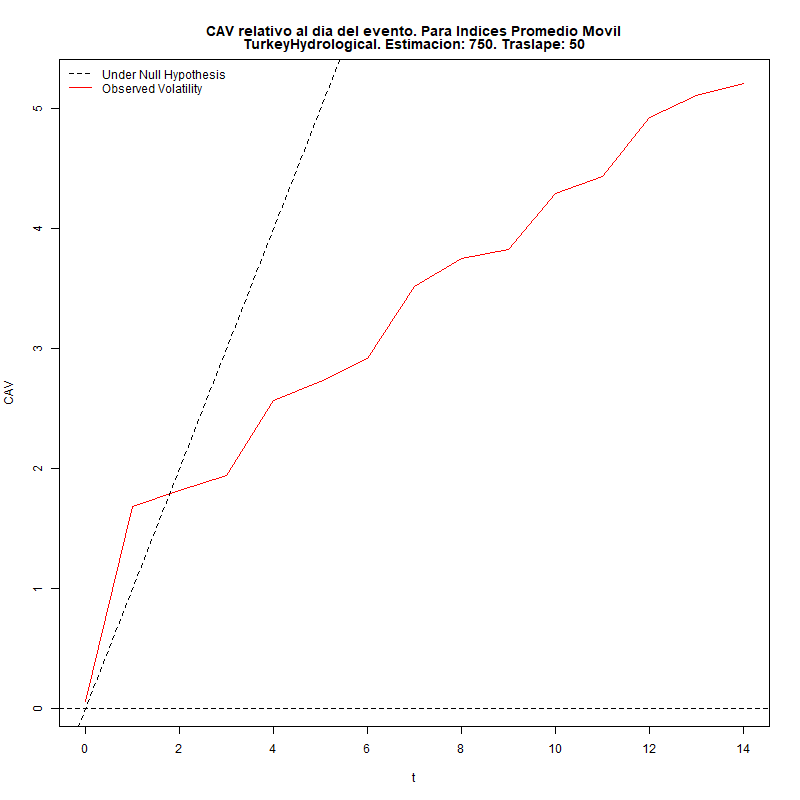 CAV relativo al dia del evento. Para Indices Promedio Movil
TurkeyHydrological. Estimacion: 750. Traslape: 50
Under Null Hypothesis
Observed Volatility
5
4
3
2
1
0
CAV
0 2 4 6 8 10 12 14
t